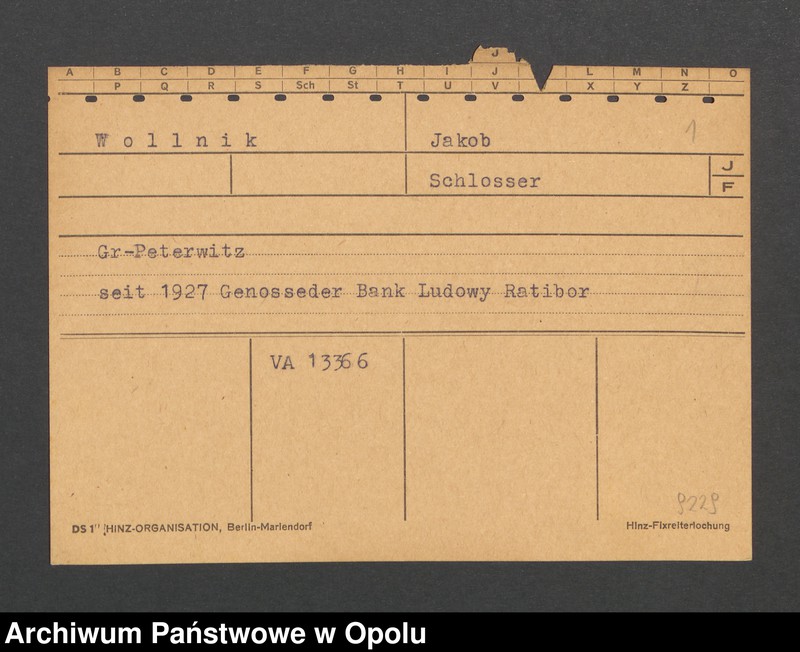 J
A B C D E F G H I J L M N O
P Q R S Sch St T U V X Y Z
Wollnik Jakob 1
Schlosser J
F
Gr-Peterwitz
seit 1927 Genosseder Bank Ludowy Ratibor
VA 13366
9229
DS 1" HINZ-ORGANISATION, Berlin-Mariendorf Hinz-Fixreiterlochung
Archiwum Państwowe w Opolu